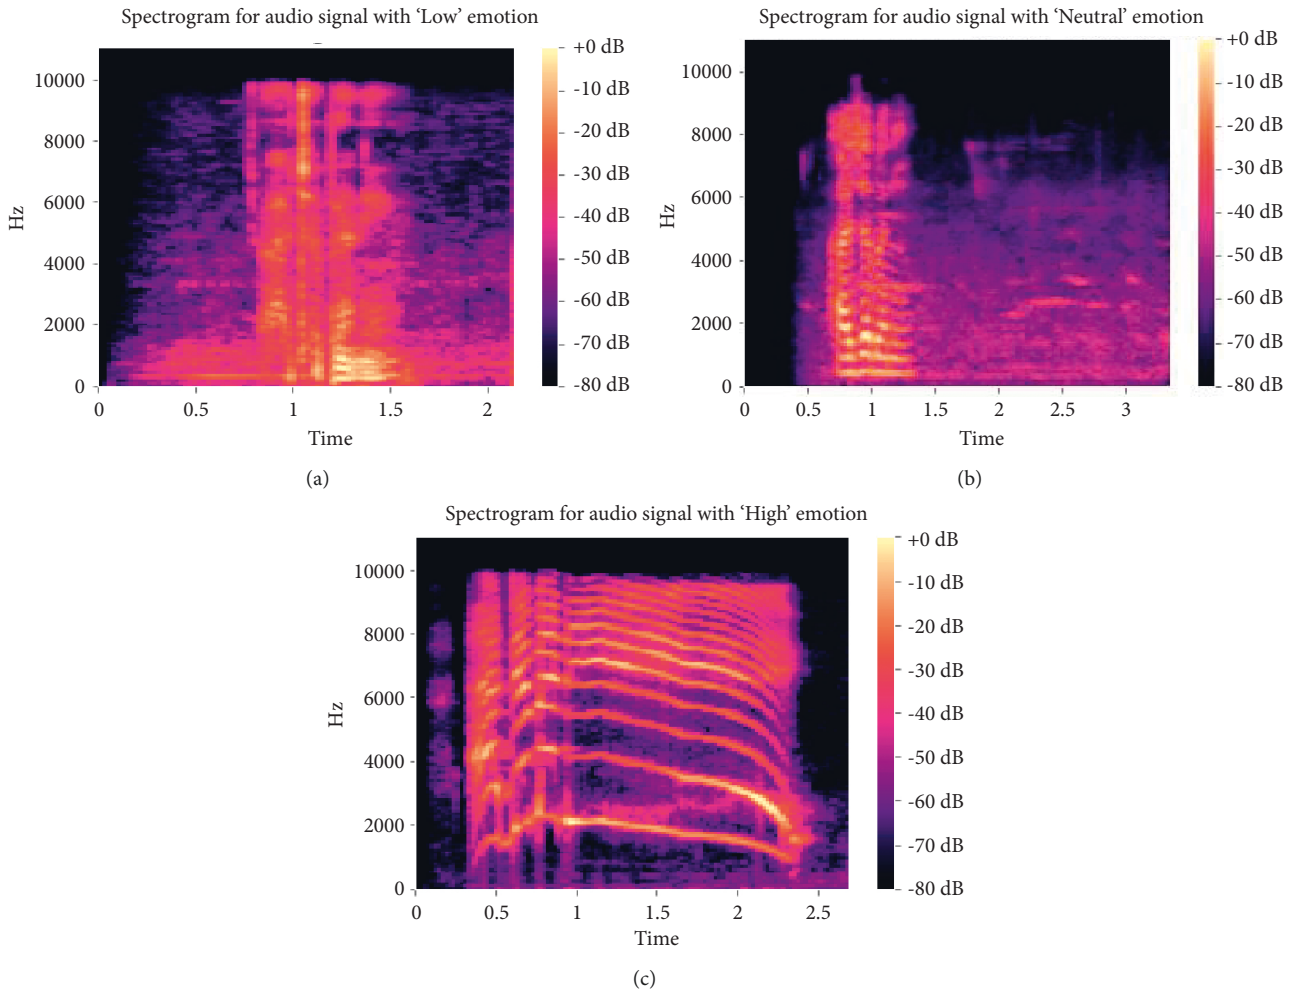 Spectrogram for audio signal with ‘Low’ emotion
10000
8000
6000
4000
2000
0
Hz
0
0.5
1
1.5
2
Time
+0 dB
-10 dB
-20 dB
-30 dB
-40 dB
-50 dB
-60 dB
-70 dB
-80 dB
(a)
Spectrogram for audio signal with ‘Neutral’ emotion
10000
8000
6000
4000
2000
0
Hz
0
0.5
1
1.5
2
2.5
3
Time
+0 dB
-10 dB
-20 dB
-30 dB
-40 dB
-50 dB
-60 dB
-70 dB
-80 dB
(b)
Spectrogram for audio signal with ‘High’ emotion
10000
8000
6000
4000
2000
0
Hz
0
0.5
1
1.5
2
2.5
Time
+0 dB
-10 dB
-20 dB
-30 dB
-40 dB
-50 dB
-60 dB
-70 dB
-80 dB
(c)